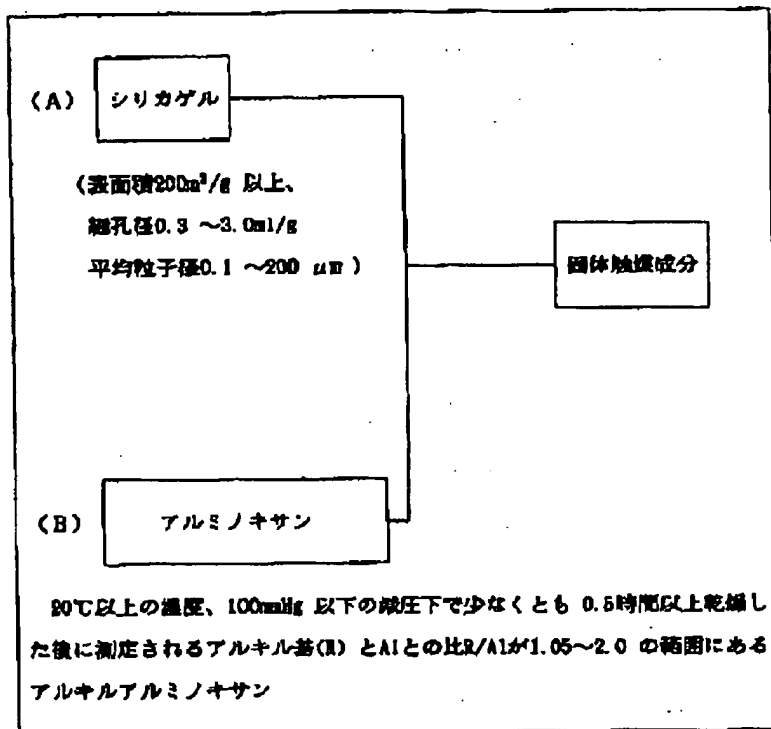 (A) シリカゲル
(表面積200m²/g 以上、
細孔径0.3 ~3.0ml/g
平均粒子径0.1 ~200 μm )
固体触媒成分
(B) アルミノキサン
20℃以上の温度、100mmHg 以下の減圧下で少なくとも 0.5時間以上乾燥し
た後に測定されるアルキル基(R) とAlとの比R/Alが1.05~2.0 の範囲にある
アルキルアルミノキサン